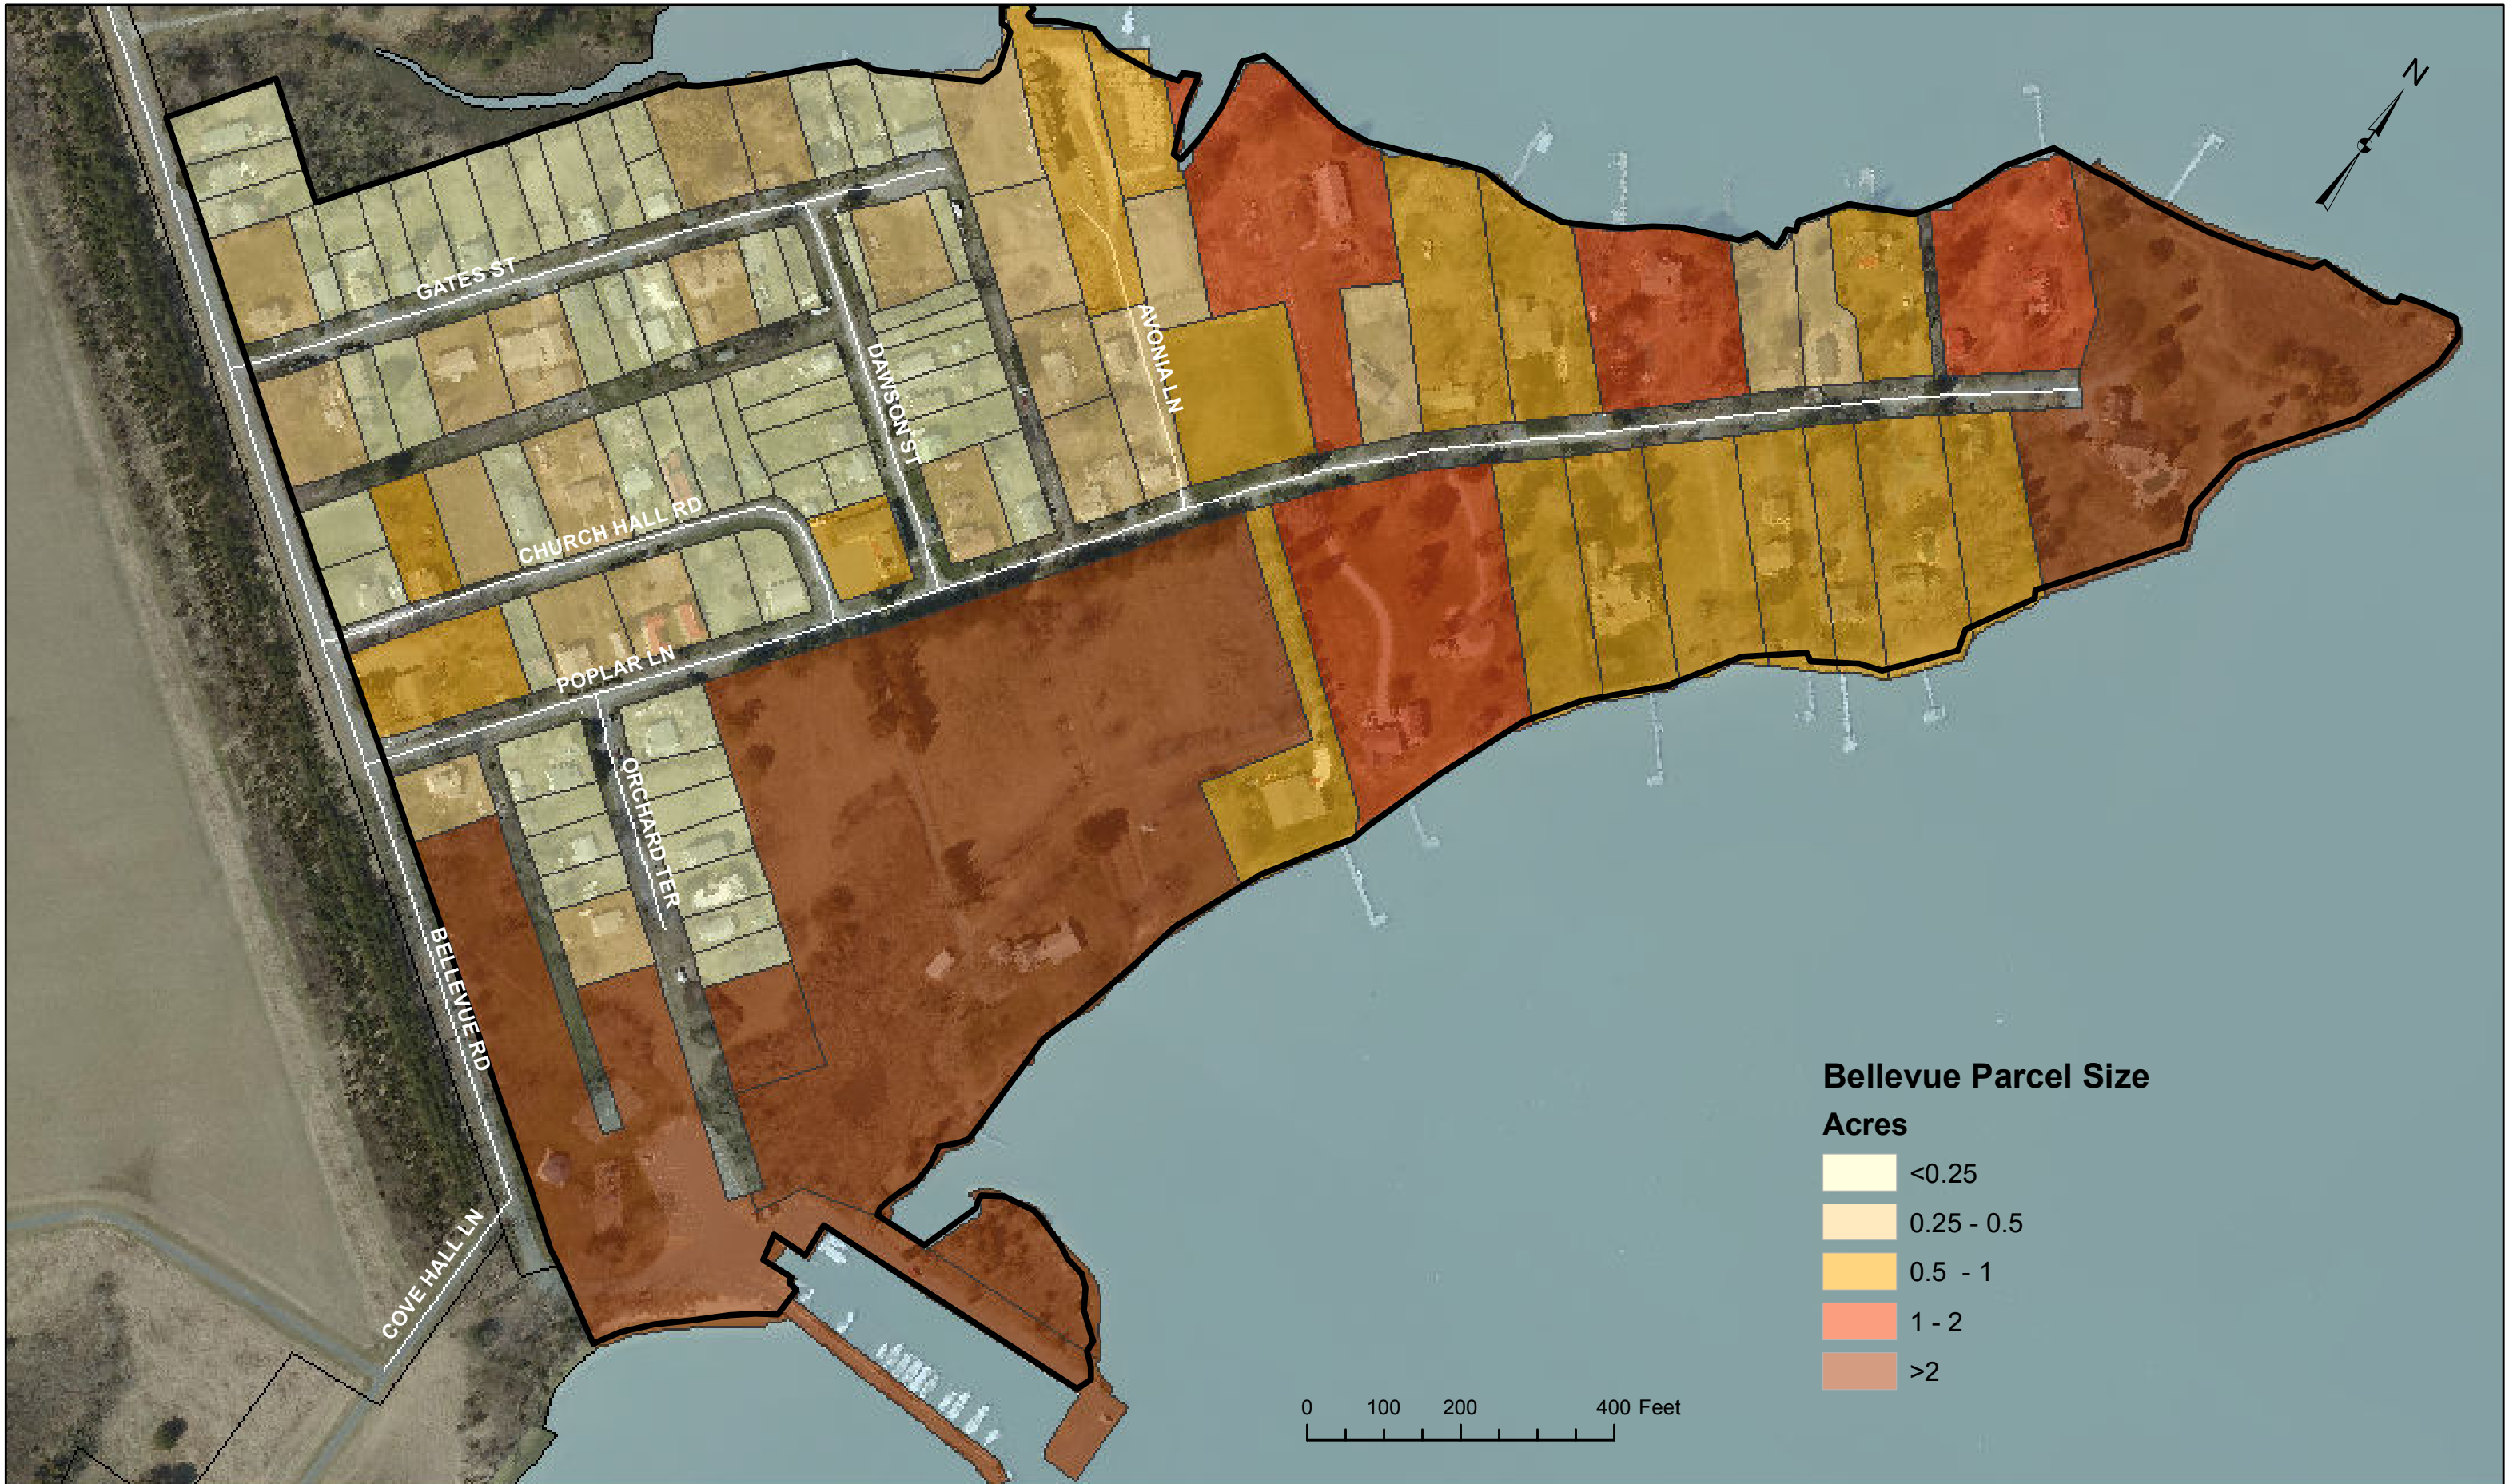 N
GATES ST
AVONIA LN
DAWSON ST
CHURCH HALL RD
POPLAR LN
ORCHARD TER
BELLEVUE RD
COVE HALL LN
Bellevue Parcel Size
Acres
<0.25
0.25 - 0.5
0.5 - 1
1 - 2
>2
0 100 200 400 Feet